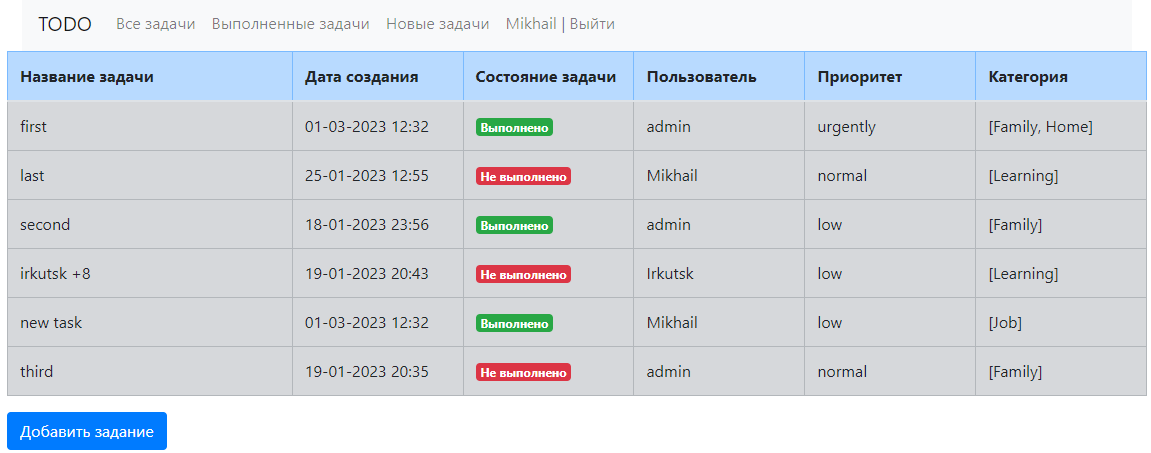 TODO Все задачи Выполненные задачи Новые задачи Mikhail | Выйти
Название задачи Дата создания Состояние задачи Пользователь Приоритет Категория
first 01-03-2023 12:32 Выполнено admin urgently [Family, Home]
last 25-01-2023 12:55 Не выполнено Mikhail normal [Learning]
second 18-01-2023 23:56 Выполнено admin low [Family]
irkutsk +8 19-01-2023 20:43 Не выполнено Irkutsk low [Learning]
new task 01-03-2023 12:32 Выполнено Mikhail low [Job]
third 19-01-2023 20:35 Не выполнено admin normal [Family]
Добавить задание